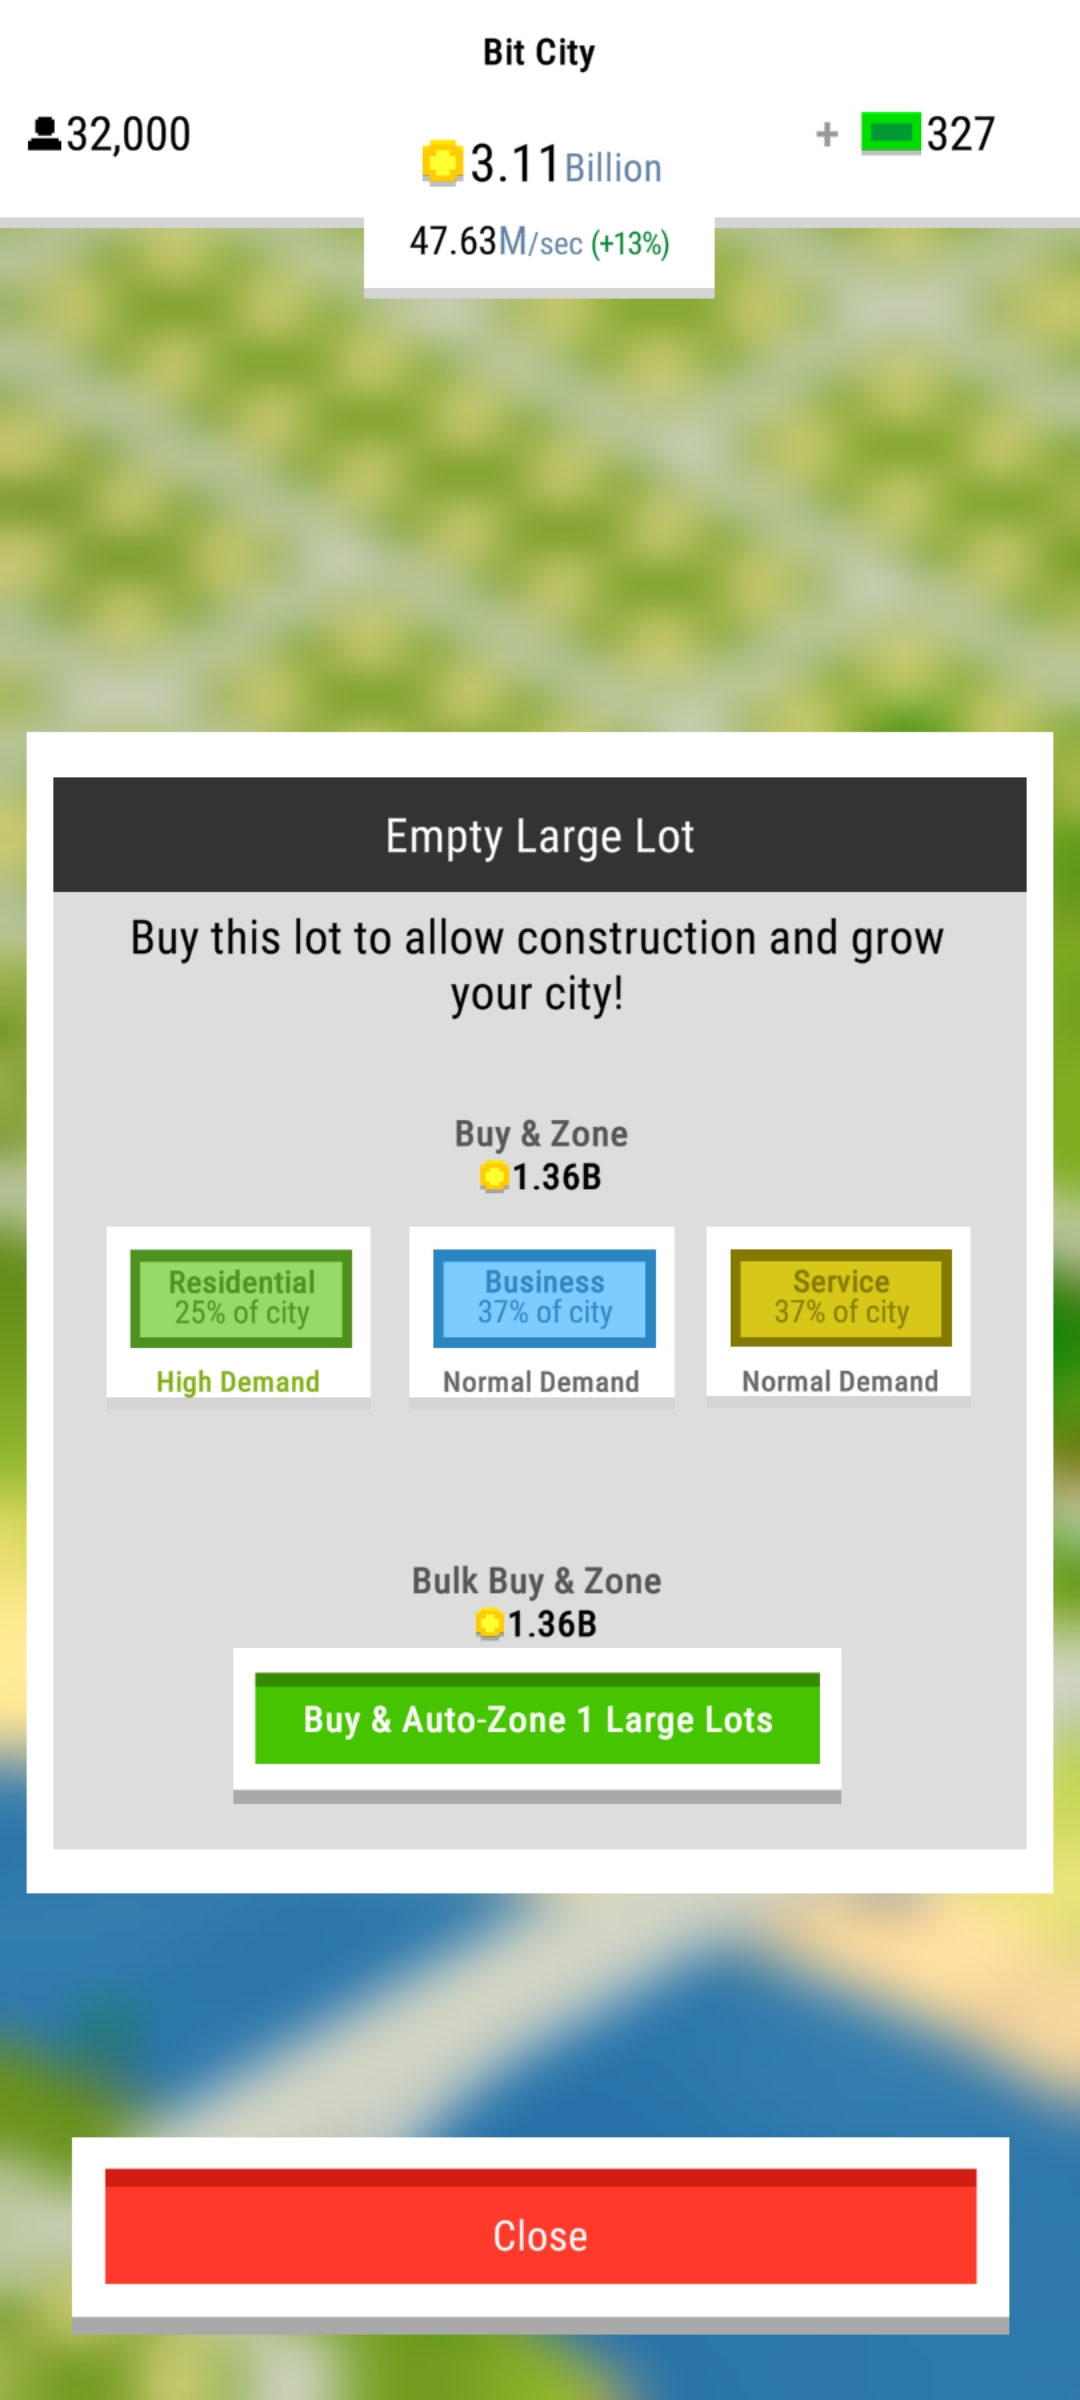 Bit City
32,000
3.11 Billion
+ 327
47.63M/sec (+13%)
Empty Large Lot
Buy this lot to allow construction and grow
your city!
Buy & Zone
1.36B
Residential
25% of city
High Demand
Business
37% of city
Normal Demand
Service
37% of city
Normal Demand
Bulk Buy & Zone
1.36B
Buy & Auto-Zone 1 Large Lots
Close